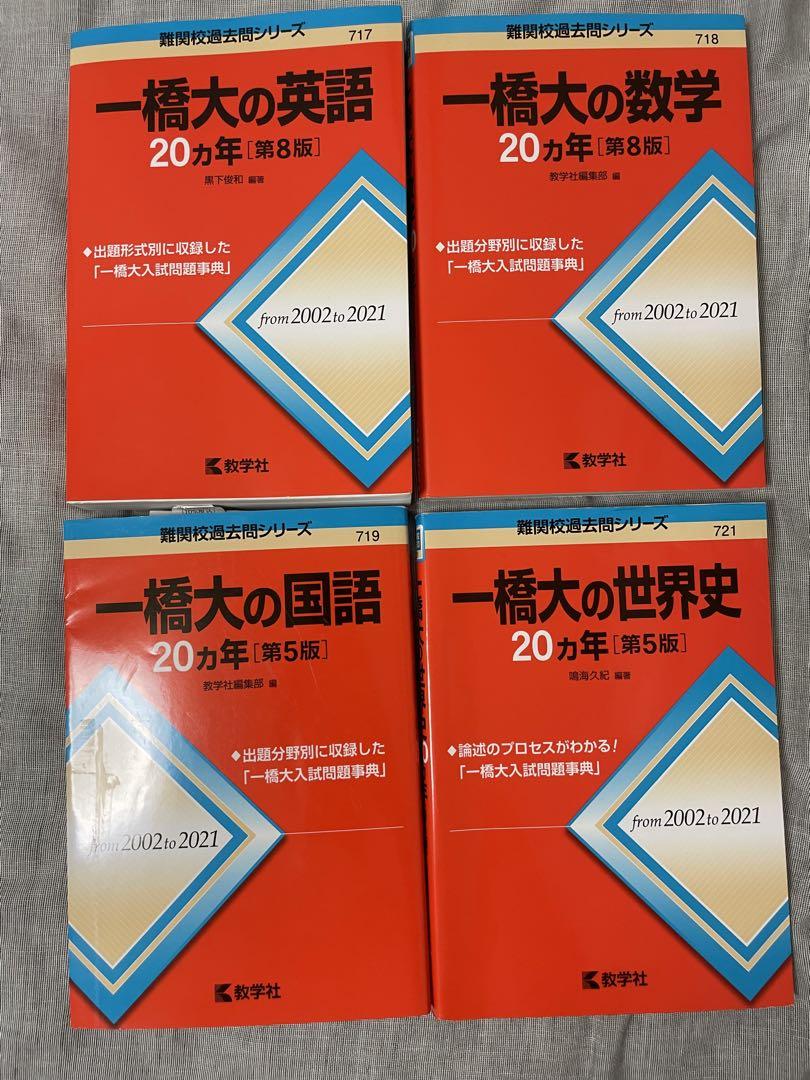 難関校過去問シリーズ 717
一橋大の英語
20カ年[第8版]
黒下俊和 編著
◆出題形式別に収録した
「一橋大入試問題事典」
from 2002 to 2021
教学社
難関校過去問シリーズ 718
一橋大の数学
20カ年[第8版]
教学社編集部 編
◆出題分野別に収録した
「一橋大入試問題事典」
from 2002 to 2021
教学社
難関校過去問シリーズ 719
一橋大の国語
20カ年[第5版]
教学社編集部 編
◆出題分野別に収録した
「一橋大入試問題事典」
from 2002 to 2021
教学社
難関校過去問シリーズ 721
一橋大の世界史
20カ年[第5版]
鳴海久紀 編著
◆論述のプロセスがわかる!
「一橋大入試問題事典」
from 2002 to 2021
教学社